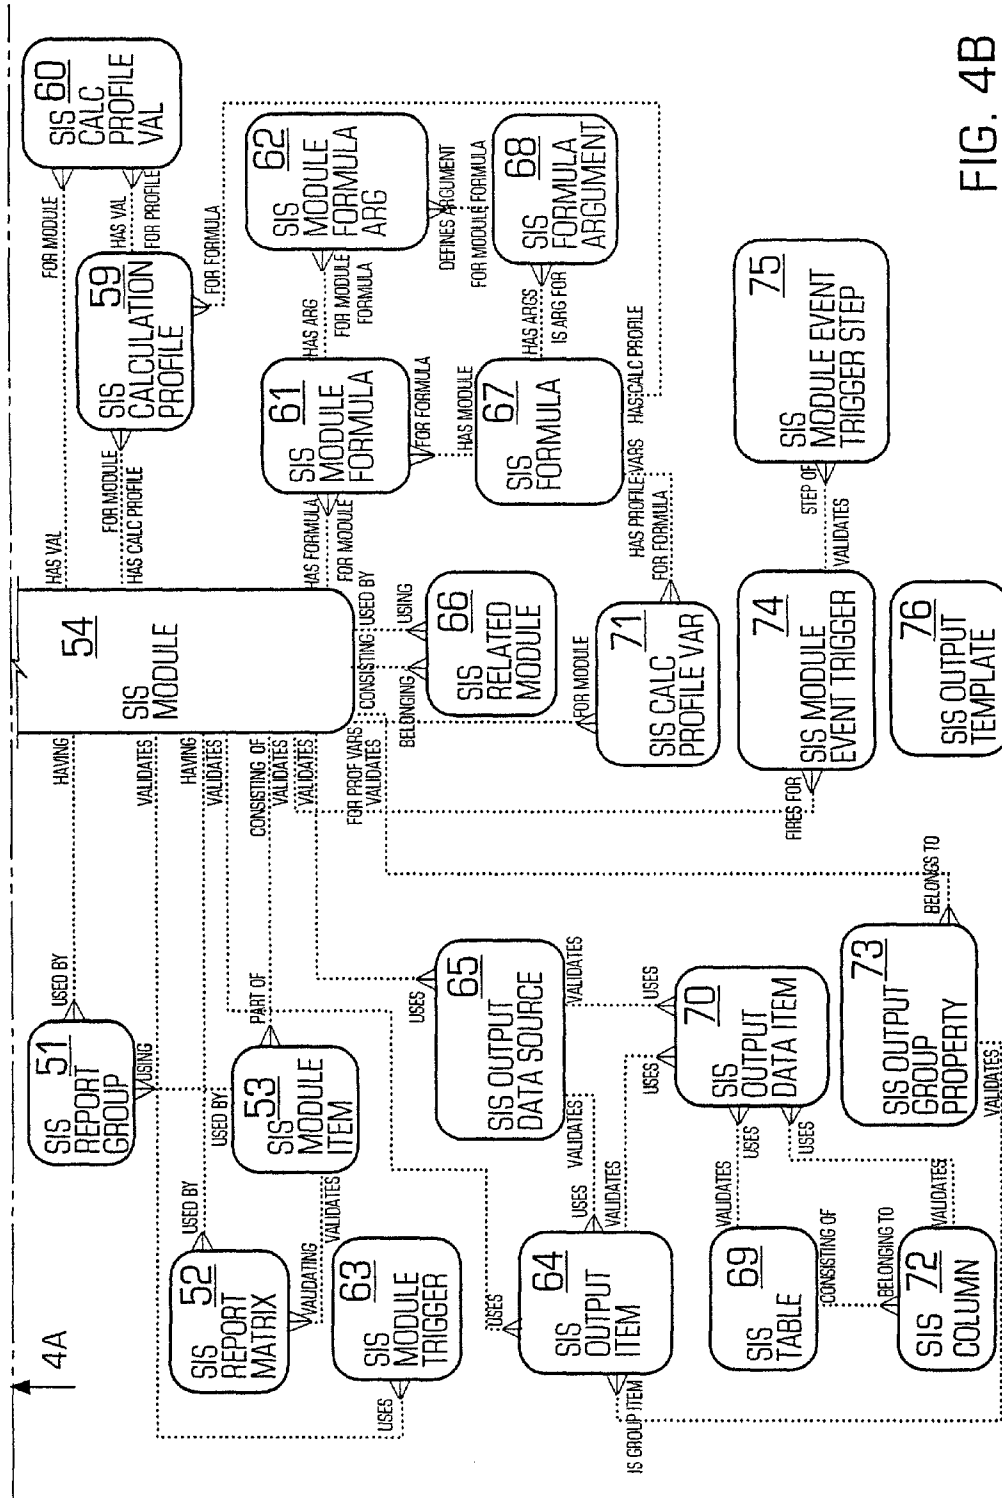 4A
FIG. 4B
SIS 51
REPORT
GROUP
SIS 52
REPORT
MATRIX
SIS 53
MODULE
ITEM
54
SIS
MODULE
59
SIS
CALCULATION
PROFILE
SIS 60
CALC
PROFILE
VAL
61
SIS
MODULE
FORMULA
62
SIS
MODULE
FORMULA
ARG
63
SIS
MODULE
TRIGGER
64
SIS
OUTPUT
ITEM
65
SIS OUTPUT
DATA SOURCE
66
SIS
RELATED
MODULE
67
SIS
FORMULA
68
SIS
FORMULA
ARGUMENT
69
SIS
TABLE
70
SIS
OUTPUT
DATA ITEM
71
SIS CALC
PROFILE VAR
SIS 72
COLUMN
73
SIS OUTPUT
GROUP
PROPERTY
74
SIS MODULE
EVENT TRIGGER
75
SIS
MODULE EVENT
TRIGGER STEP
76
SIS OUTPUT
TEMPLATE
HAVING
USED BY
VALIDATES
USES
HAVING
USED BY
VALIDATES
USES
CONSISTING OF
PART OF
VALIDATES
FIRES FOR
VALIDATES
USES
FOR PROF VARS
VALIDATES
BELONGS TO
USING
USED BY
VALIDATING
VALIDATES
HAS VAL
FOR MODULE
FOR MODULE
HAS CALC PROFILE
HAS VAL
FOR PROFILE
HAS FORMULA
FOR MODULE
HAS ARG
FOR MODULE
FORMULA
FOR FORMULA
HAS MODULE
DEFINES ARGUMENT
FOR MODULE FORMULA
HAS ARGS
IS ARG FOR
FOR FORMULA
HAS CALC PROFILE
HAS PROFILE VARS
FOR FORMULA
CONSISTING
USED BY
BELONGING
USING
FOR MODULE
STEP OF
VALIDATES
VALIDATES
USES
VALIDATES
USES
VALIDATES
USES
VALIDATES
USES
CONSISTING OF
BELONGING TO
VALIDATES
USES
VALIDATES
IS GROUP ITEM